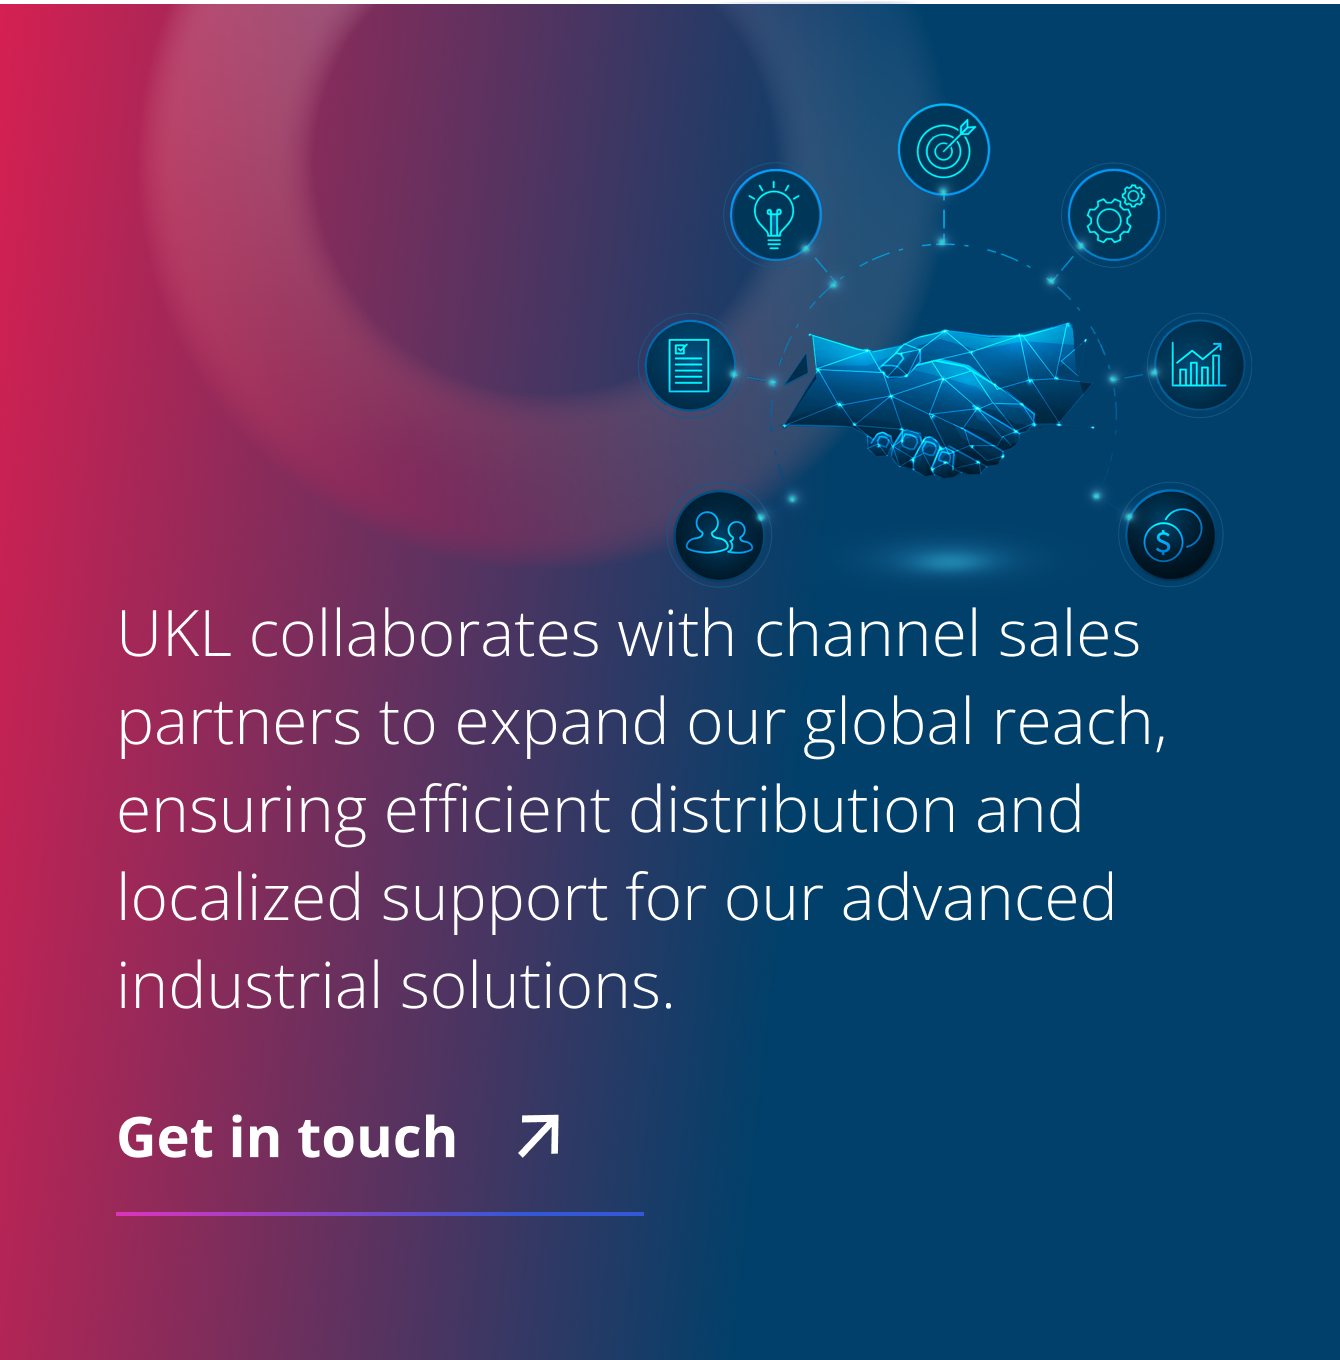 UKL collaborates with channel sales
partners to expand our global reach,
ensuring efficient distribution and
localized support for our advanced
industrial solutions.
Get in touch